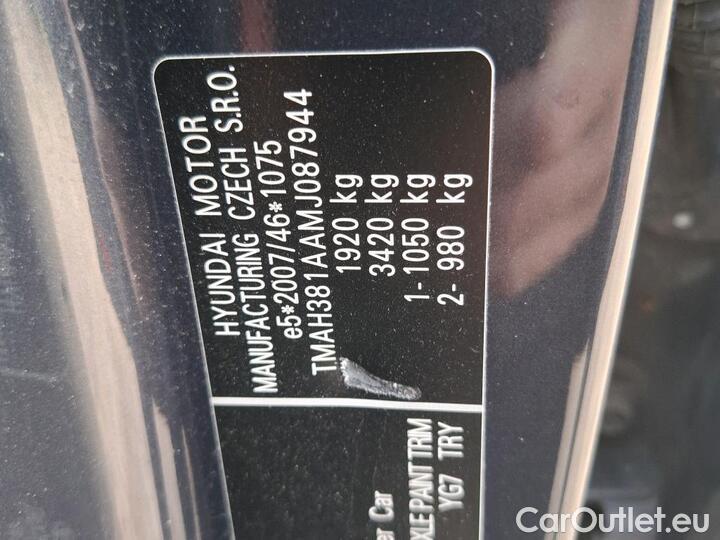 HYUNDAI MOTOR
MANUFACTURING CZECH S.R.O.
e5*2007/46*1075
TMAH381AAMJ087944
1920 kg
3420 kg
1-1050 kg
2- 980 kg
Car
PAINT TRIM
YG7 TRY
CarOutlet.eu